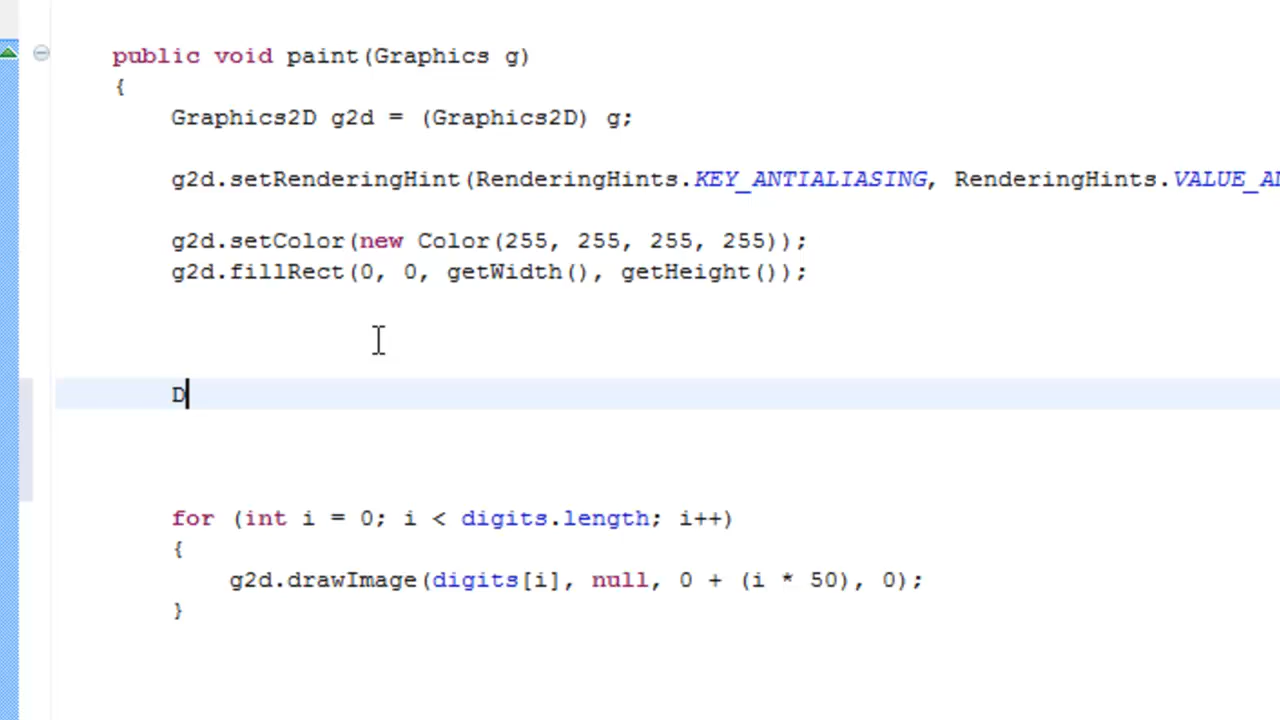 public void paint(Graphics g)
{
Graphics2D g2d = (Graphics2D) g;
g2d.setRenderingHint(RenderingHints.KEY_ANTIALIASING, RenderingHints.VALUE_AN
g2d.setColor(new Color(255, 255, 255, 255));
g2d.fillRect(0, 0, getWidth(), getHeight());
D
for (int i = 0; i < digits.length; i++)
{
g2d.drawImage(digits[i], null, 0 + (i * 50), 0);
}